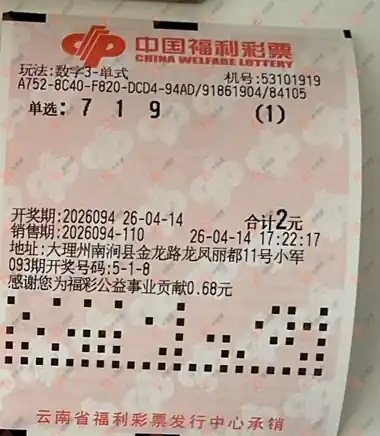 中国福利彩票
CHINA WELFARE LOTTERY
玩法:数字3-单式 机号:53101919
A752-8C40-F820-DCD4-94AD/91861904/84105
单选: 7 1 9 (1)
开奖期:2026094 26-04-14 合计2元
销售期:2026094-110 26-04-14 17:22:17
地址:大理州南涧县金龙路龙凤丽都11号小军
093期开奖号码:5-1-8
感谢您为福彩公益事业贡献0.68元
云南省福利彩票发行中心承销